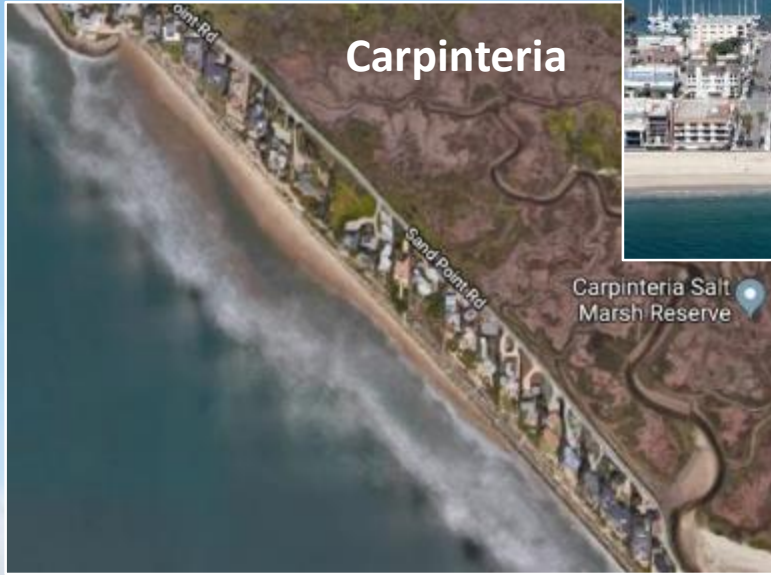 oint Rd
Carpinteria
Sand Point Rd
Carpinteria Salt
Marsh Reserve